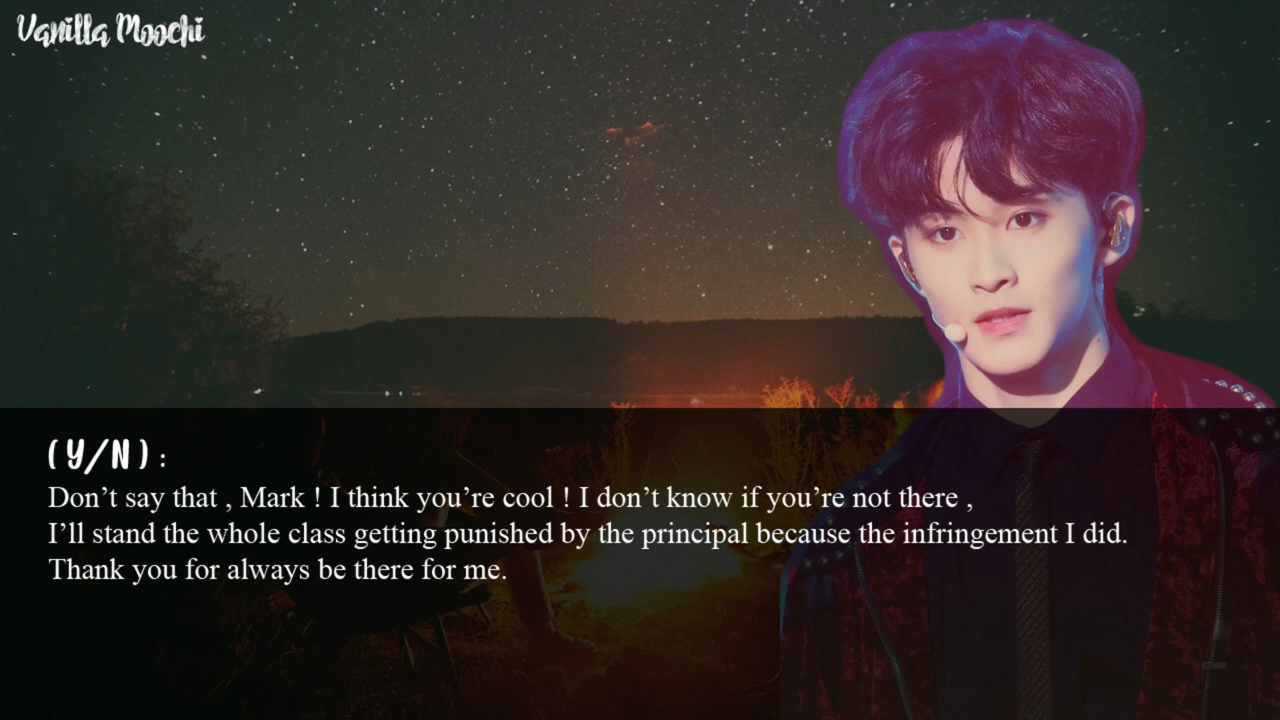 Vanilla Moochi
( Y/N ) :
Don’t say that , Mark ! I think you’re cool ! I don’t know if you’re not there ,
I’ll stand the whole class getting punished by the principal because the infringement I did.
Thank you for always be there for me.